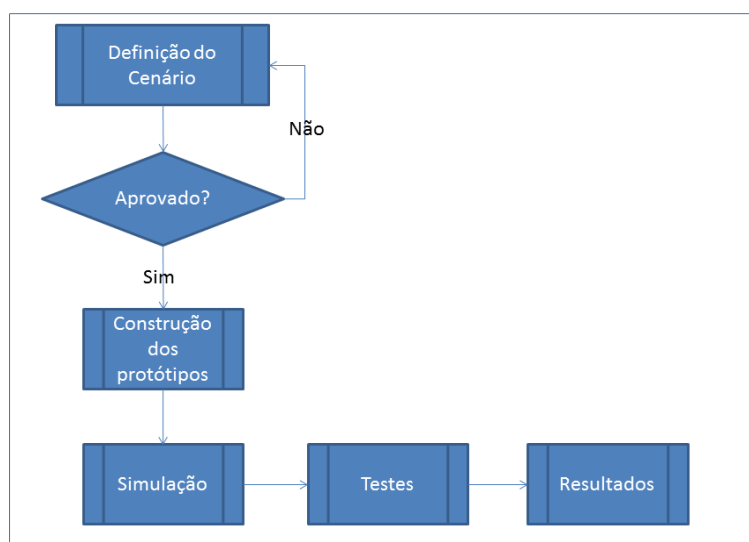 Definição do
Cenário
Não
Aprovado?
Sim
Construção
dos
protótipos
Simulação
Testes
Resultados